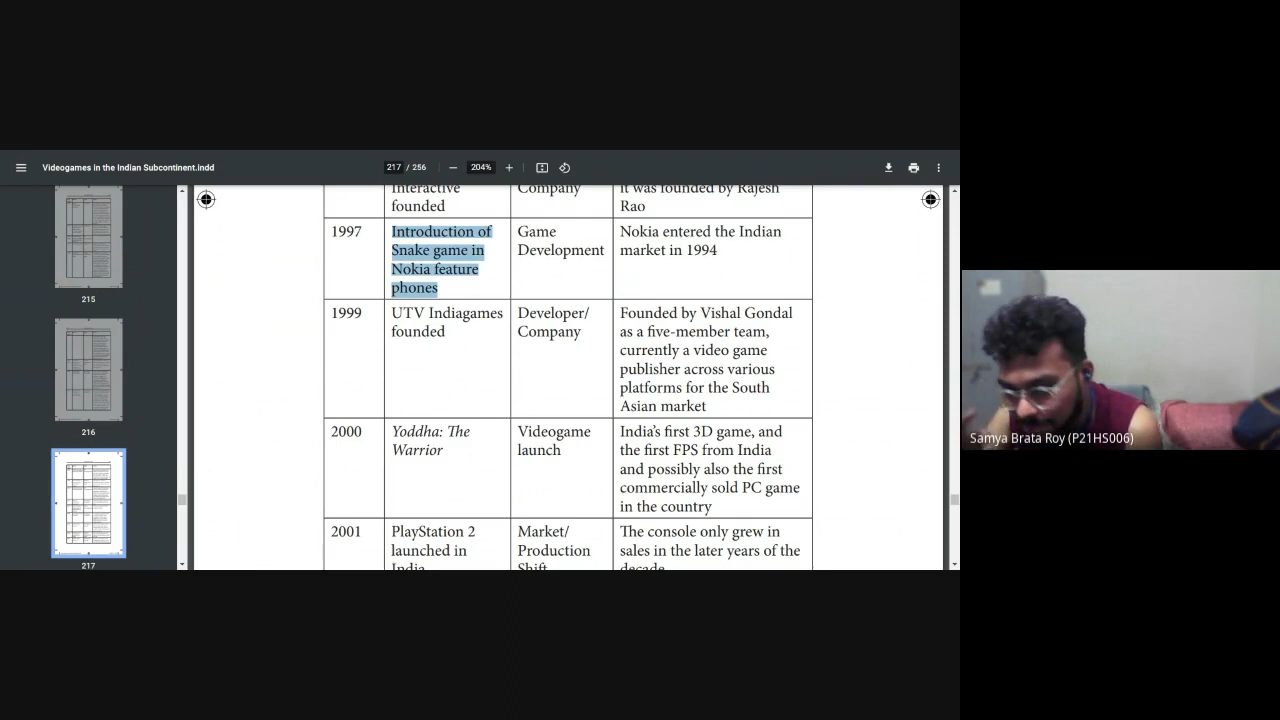 Videogames in the Indian Subcontinent.indd
217 / 256
204%
215
216
217
Interactive
founded
Company
it was founded by Rajesh
Rao
1997
Introduction of
Snake game in
Nokia feature
phones
Game
Development
Nokia entered the Indian
market in 1994
1999
UTV Indiagames
founded
Developer/
Company
Founded by Vishal Gondal
as a five-member team,
currently a video game
publisher across various
platforms for the South
Asian market
2000
Yoddha: The
Warrior
Videogame
launch
India's first 3D game, and
the first FPS from India
and possibly also the first
commercially sold PC game
in the country
2001
PlayStation 2
launched in
India
Market/
Production
Shift
The console only grew in
sales in the later years of the
decade
Samya Brata Roy (P21HS006)